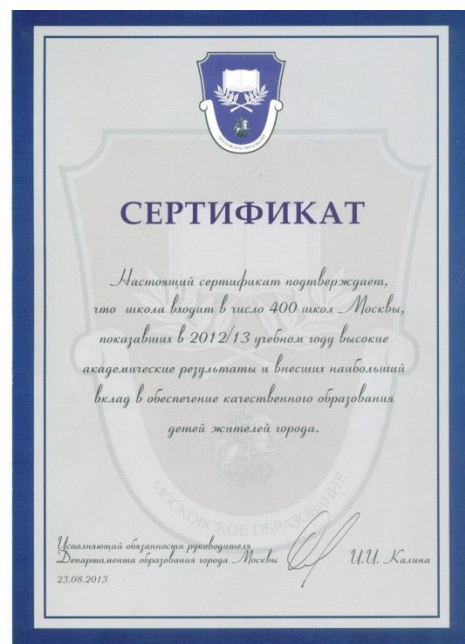 МОСКОВСКОЕ ОБРАЗОВАНИЕ
СЕРТИФИКАТ
Настоящий сертификат подтверждает,
что школа входит в число 400 школ Москвы,
показавших в 2012/13 учебном году высокие
академические результаты и внесших наибольший
вклад в обеспечение качественного образования
детей жителей города.
МОСКОВСКОЕ ОБРАЗОВАНИЕ
Исполняющий обязанности руководителя
Департамента образования города Москвы И.И. Калина
23.08.2013